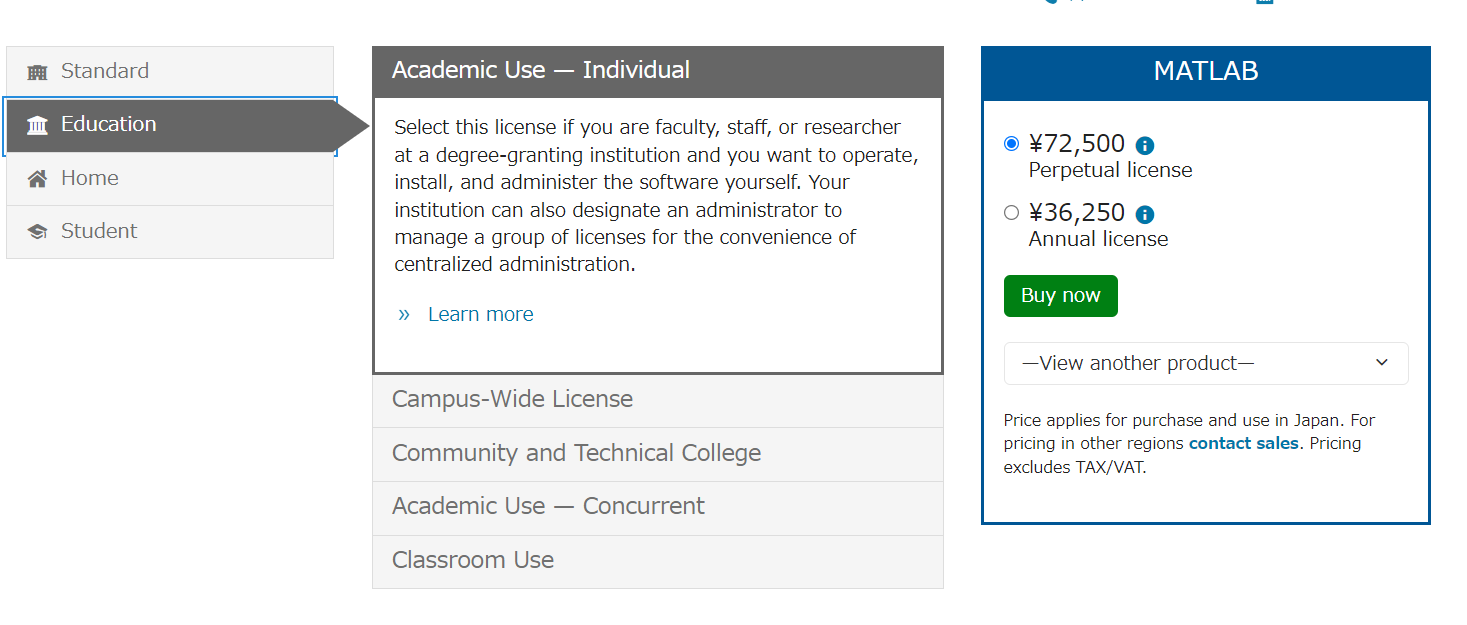 Standard
Education
Home
Student
Academic Use — Individual
Select this license if you are faculty, staff, or researcher
at a degree-granting institution and you want to operate,
install, and administer the software yourself. Your
institution can also designate an administrator to
manage a group of licenses for the convenience of
centralized administration.
» Learn more
Campus-Wide License
Community and Technical College
Academic Use — Concurrent
Classroom Use
MATLAB
¥72,500
Perpetual license
¥36,250
Annual license
Buy now
—View another product—
Price applies for purchase and use in Japan. For
pricing in other regions contact sales. Pricing
excludes TAX/VAT.